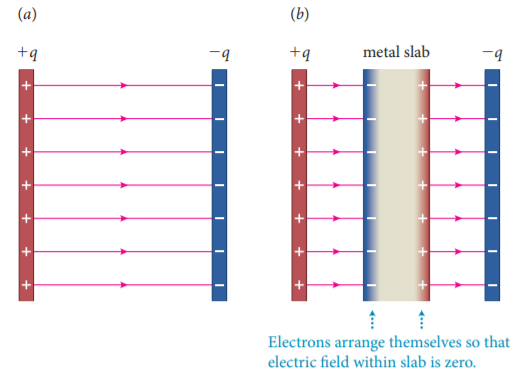 (a)
(b)
+q
−q
+q
metal slab
−q
+ −
+ −
+ −
+ −
+ −
+ −
+ −
+ − + −
+ − + −
+ − + −
+ − + −
+ − + −
+ − + −
+ − + −
Electrons arrange themselves so that
electric field within slab is zero.